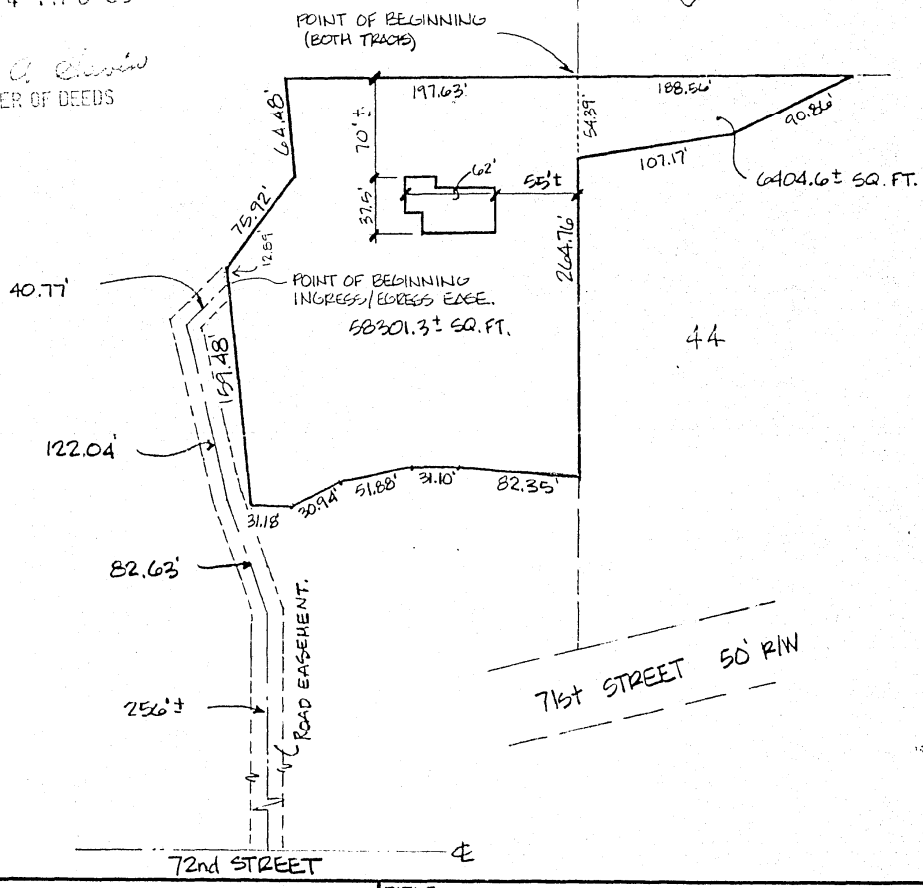 POINT OF BEGINNING
(BOTH TRACTS)
ER OF DEEDS
197.63'
188.56'
64.48'
70'±
54.39'
90.86'
107.17'
62'
55'±
6404.6± SQ. FT.
37.5'
75.92'
12.89'
264.76'
40.77'
POINT OF BEGINNING
INGRESS/EGRESS EASE.
58301.3± SQ. FT.
44
159.48'
122.04'
31.18'
30.94'
51.88'
31.10'
82.35'
82.63'
ROAD EASEMENT.
71st STREET 50' R/W
256'±
72nd STREET
℄